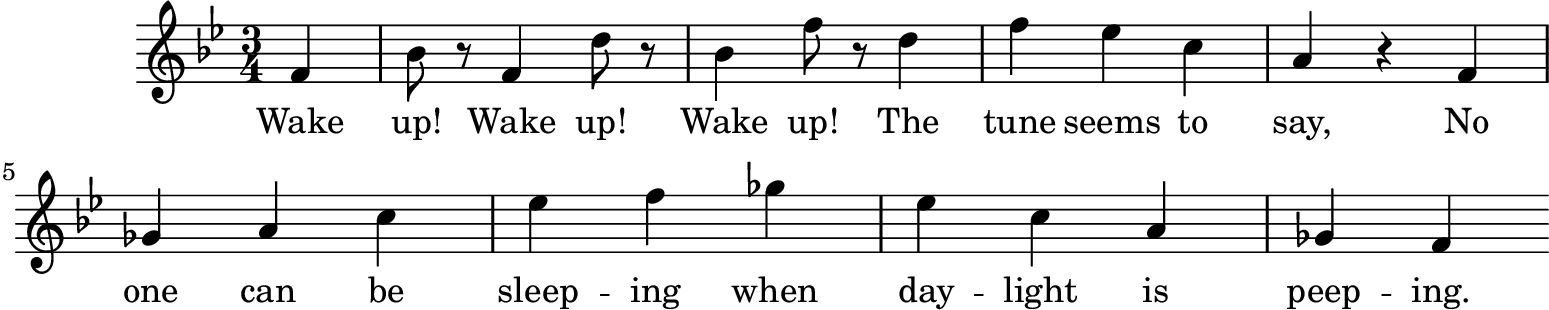 3
4
Wake up! Wake up! Wake up! The tune seems to say, No
5
one can be sleep - ing when day - light is peep - ing.